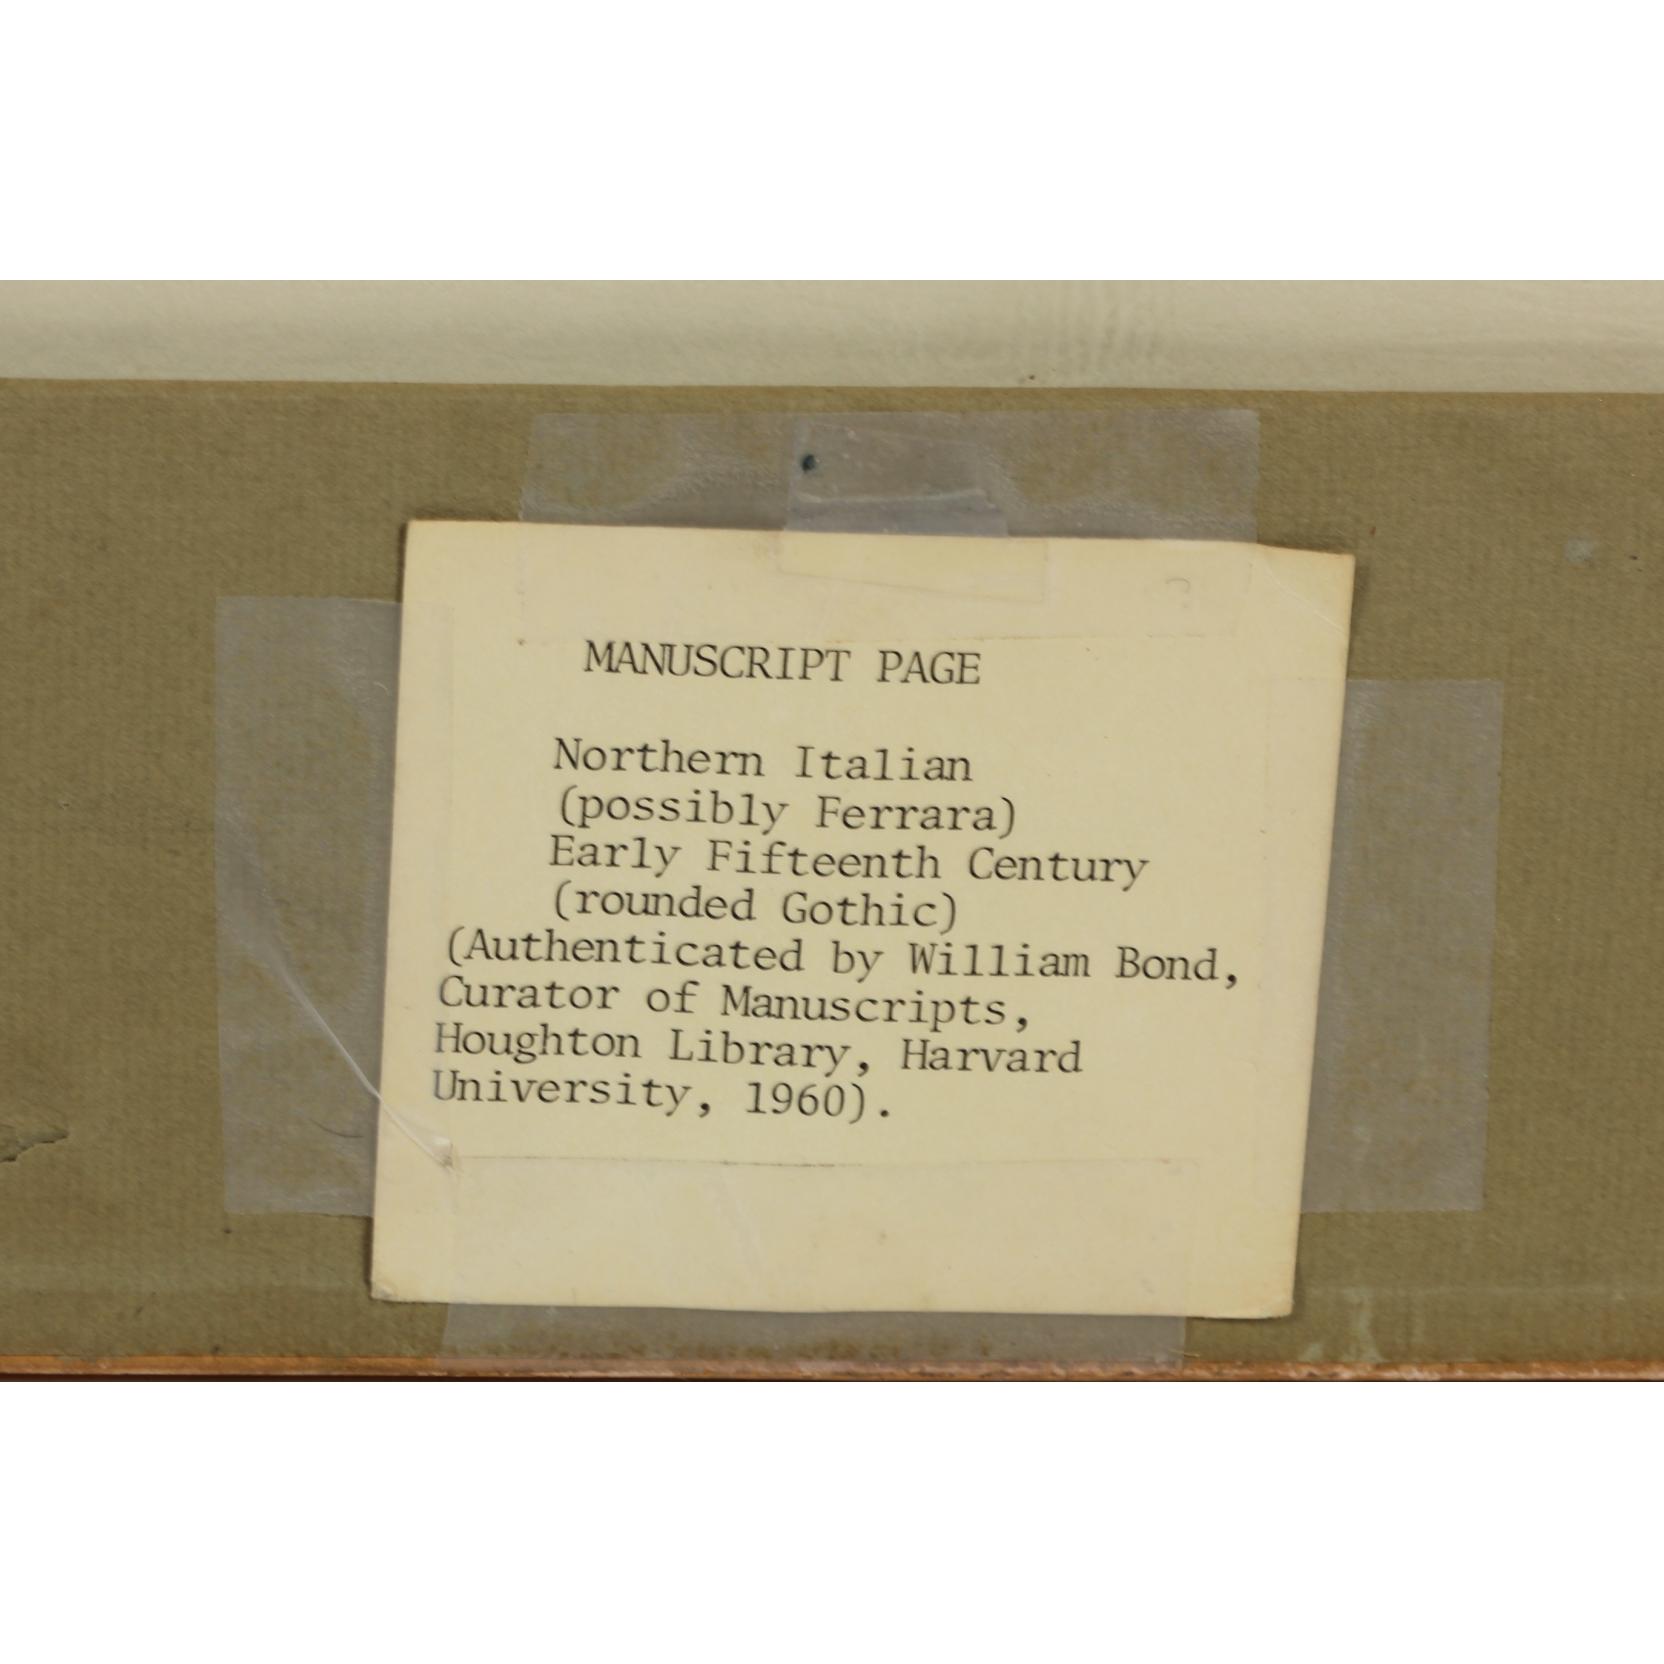 MANUSCRIPT PAGE
Northern Italian
(possibly Ferrara)
Early Fifteenth Century
(rounded Gothic)
(Authenticated by William Bond,
Curator of Manuscripts,
Houghton Library, Harvard
University, 1960).